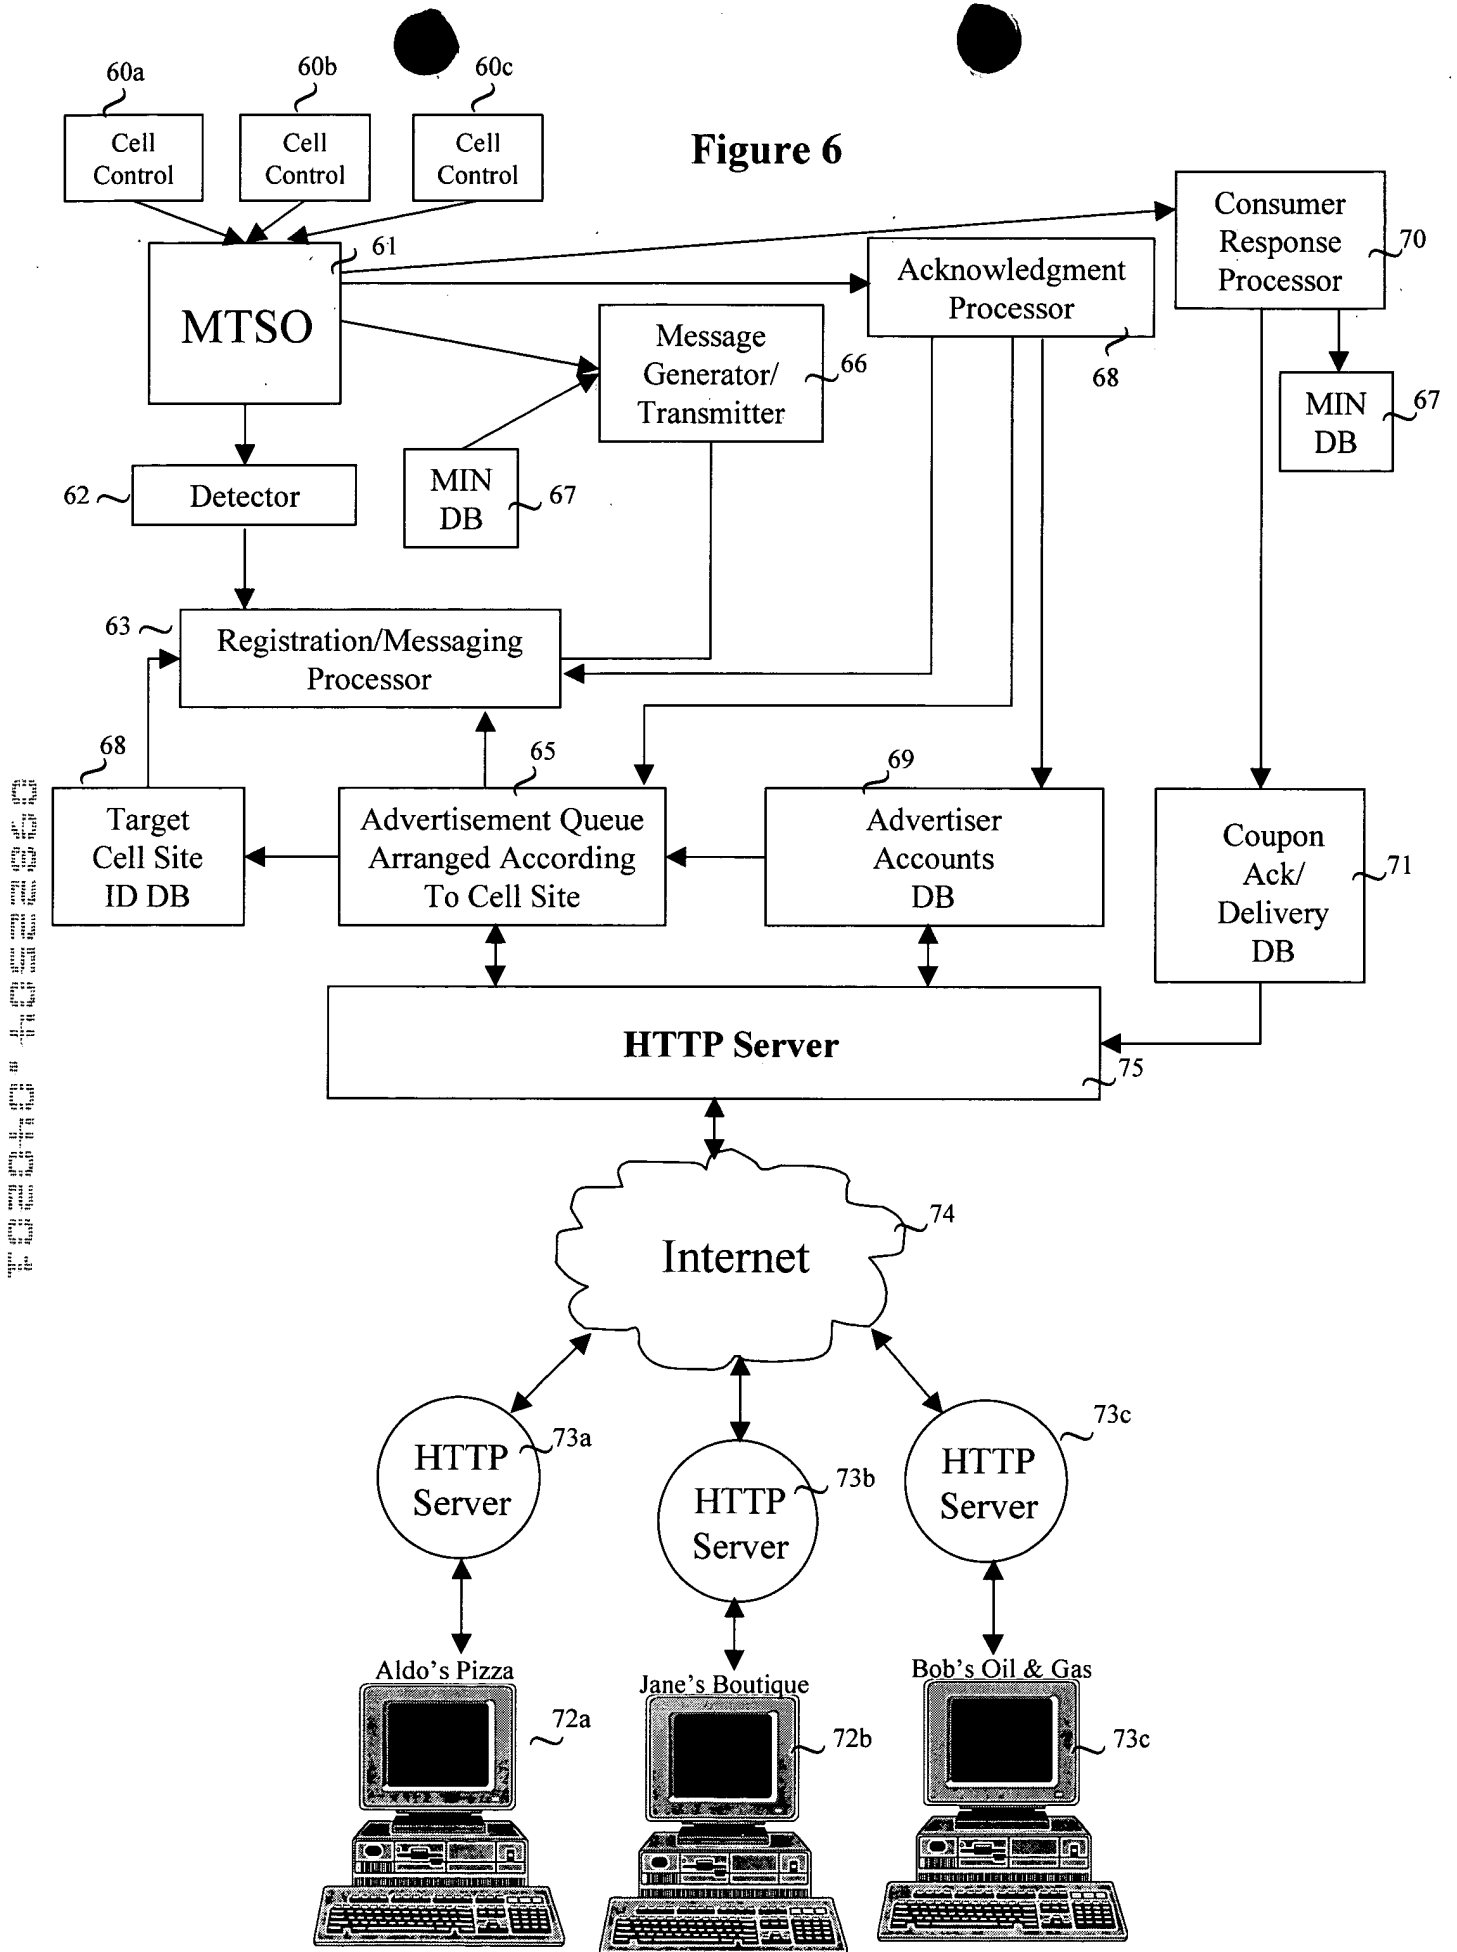 60a
60b
60c
Cell
Control
Cell
Control
Cell
Control
Figure 6
61
MTSO
Consumer
Response
Processor
70
Acknowledgment
Processor
68
Message
Generator/
Transmitter
66
MIN
DB
67
62
Detector
MIN
DB
67
63
Registration/Messaging
Processor
68
65
69
Target
Cell Site
ID DB
Advertisement Queue
Arranged According
To Cell Site
Advertiser
Accounts
DB
Coupon
Ack/
Delivery
DB
71
HTTP Server
75
Internet
74
HTTP
Server
73a
HTTP
Server
73b
HTTP
Server
73c
Aldo's Pizza
Jane's Boutique
Bob's Oil & Gas
72a
72b
73c